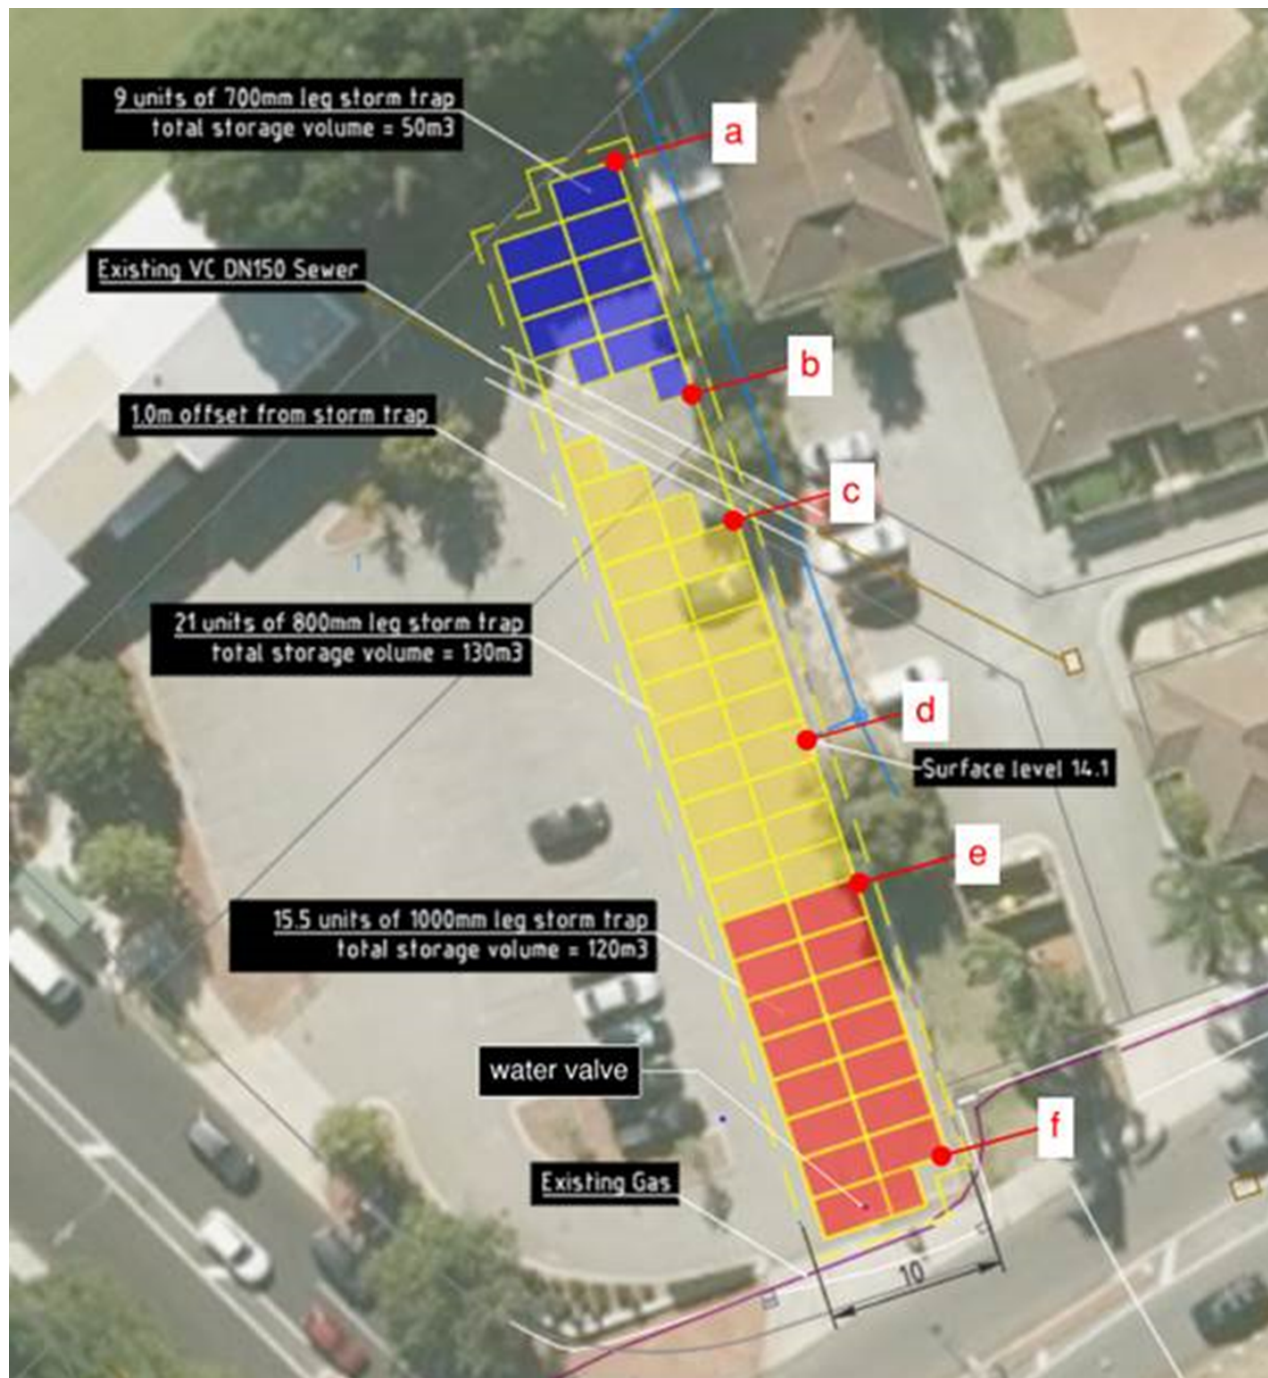 9 units of 700mm leg storm trap
total storage volume = 50m3
a
Existing VC DN150 Sewer
b
1.0m offset from storm trap
c
21 units of 800mm leg storm trap
total storage volume = 130m3
d
Surface level 14.1
e
15.5 units of 1000mm leg storm trap
total storage volume = 120m3
water valve
f
Existing Gas
10